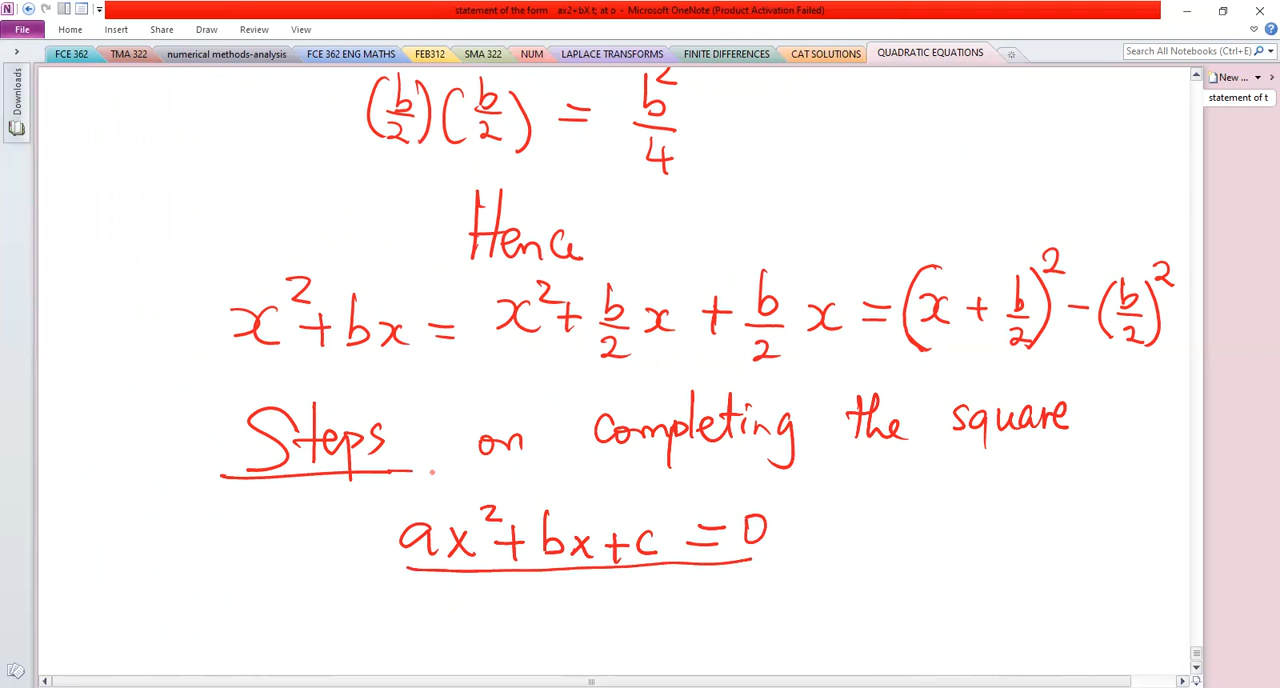 statement of the form ax2+bX t; at o - Microsoft OneNote (Product Activation Failed)
File Home Insert Share Draw Review View
FCE 362 TMA 322 numerical methods-analysis FCE 362 ENG MATHS FEB312 SMA 322 NUM LAPLACE TRANSFORMS FINITE DIFFERENCES CAT SOLUTIONS QUADRATIC EQUATIONS Search All Notebooks (Ctrl+E)
Downloads
New ...
statement of t
(b/2)(b/2) = b²/4
Hence
x² + bx = x² + b/2 x + b/2 x = (x + b/2)² - (b/2)²
Steps on completing the square
ax² + bx + c = 0